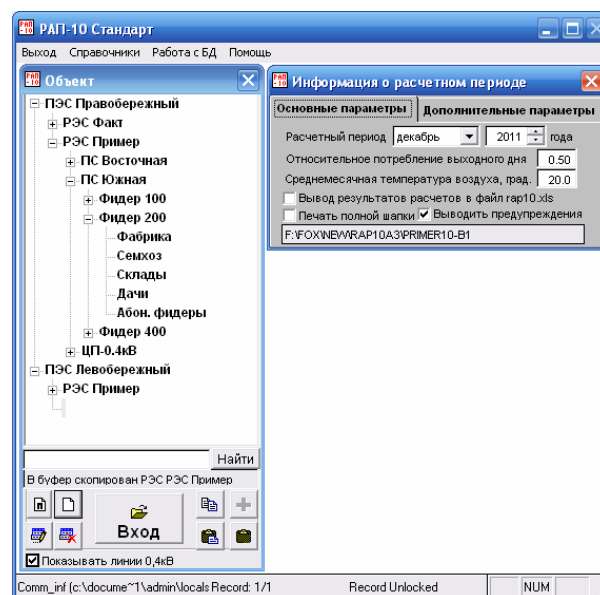 РАП-10 Стандарт
Выход Справочники Работа с БД Помощь
Объект
ПЭС Правобережный
РЭС Факт
РЭС Пример
ПС Восточная
ПС Южная
Фидер 100
Фидер 200
Фабрика
Семхоз
Склады
Дачи
Абон. фидеры
Фидер 400
ЦП-0.4кВ
ПЭС Левобережный
РЭС Пример
Найти
В буфер скопирован РЭС РЭС Пример
Вход
Показывать линии 0,4кВ
Информация о расчетном периоде
Основные параметры Дополнительные параметры
Расчетный период декабрь 2011 года
Относительное потребление выходного дня 0.50
Среднемесячная температура воздуха, град. 20.0
Вывод результатов расчетов в файл rap10.xls
Печать полной шапки Выводить предупреждения
F:\FOX\NEW\RAP10A3\PRIMER10-B1
Comm_inf (c:\docume~1\admin\locals Record: 1/1 Record Unlocked NUM